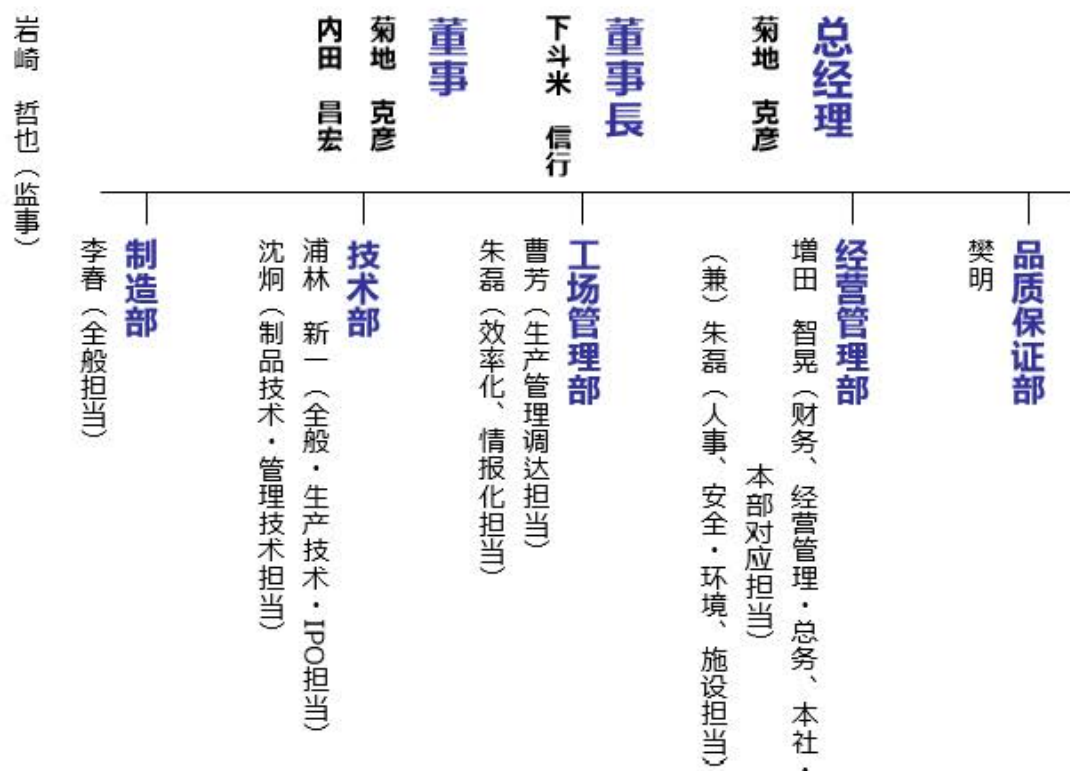 总经理
菊地 克彦
董事長
下斗米 信行
董事
菊地 克彦
内田 昌宏
岩崎 哲也（监事）
品质保证部
樊明
经营管理部
増田 智晃（财务、经营管理・总务、本社・
本部对应担当）
（兼）朱磊（人事、安全・环境、施设担当）
工场管理部
曹芳（生产管理调达担当）
朱磊（效率化、情报化担当）
技术部
浦林 新一（全般・生产技术・IPO担当）
沈炯（制品技术・管理技术担当）
制造部
李春（全般担当）